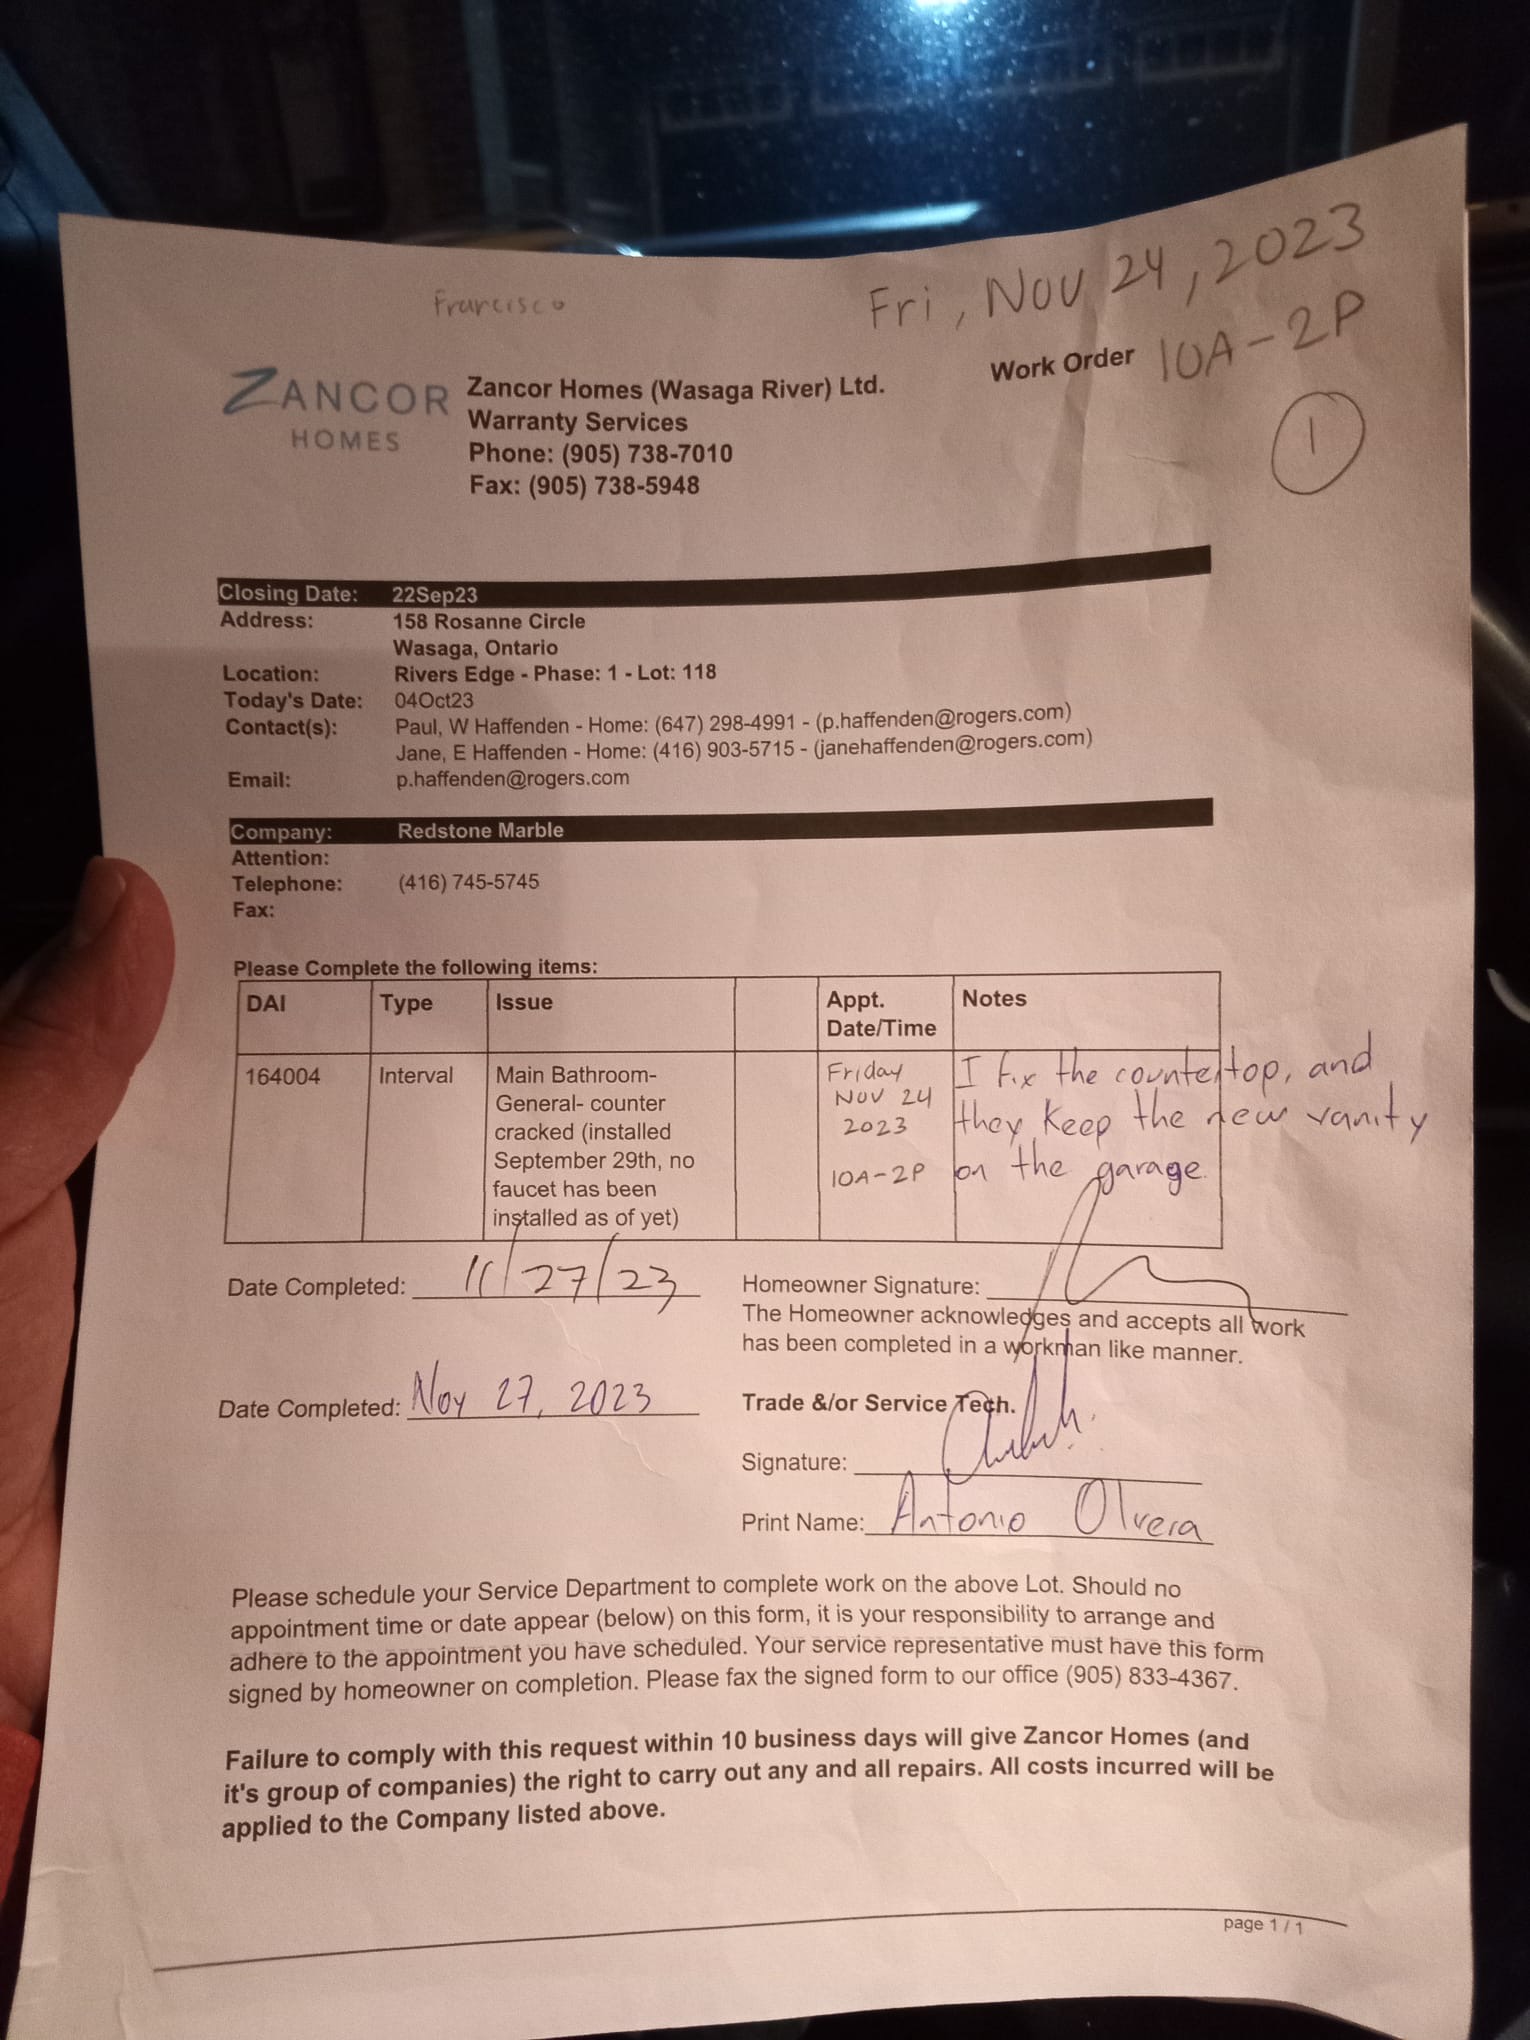 Francisco
Fri, Nov 24, 2023
Work Order 10A-2P
1
ZANCOR
HOMES
Zancor Homes (Wasaga River) Ltd.
Warranty Services
Phone: (905) 738-7010
Fax: (905) 738-5948
Closing Date: 22Sep23
Address: 158 Rosanne Circle
Wasaga, Ontario
Location: Rivers Edge - Phase: 1 - Lot: 118
Today's Date: 04Oct23
Contact(s): Paul, W Haffenden - Home: (647) 298-4991 - (p.haffenden@rogers.com)
Jane, E Haffenden - Home: (416) 903-5715 - (janehaffenden@rogers.com)
Email: p.haffenden@rogers.com
Company: Redstone Marble
Attention:
Telephone: (416) 745-5745
Fax:
Please Complete the following items:
DAI Type Issue Appt. Date/Time Notes
164004 Interval Main Bathroom-
General- counter
cracked (installed
September 29th, no
faucet has been
installed as of yet)
Friday
Nov 24
2023
10A-2P
I fix the countertop, and
they keep the new vanity
on the garage.
Date Completed: 11/27/23
Homeowner Signature:
The Homeowner acknowledges and accepts all work
has been completed in a workman like manner.
Date Completed: Nov 27, 2023
Trade &/or Service Tech.
Signature:
Print Name: Antonio Olvera
Please schedule your Service Department to complete work on the above Lot. Should no
appointment time or date appear (below) on this form, it is your responsibility to arrange and
adhere to the appointment you have scheduled. Your service representative must have this form
signed by homeowner on completion. Please fax the signed form to our office (905) 833-4367.
Failure to comply with this request within 10 business days will give Zancor Homes (and
it's group of companies) the right to carry out any and all repairs. All costs incurred will be
applied to the Company listed above.
page 1 / 1